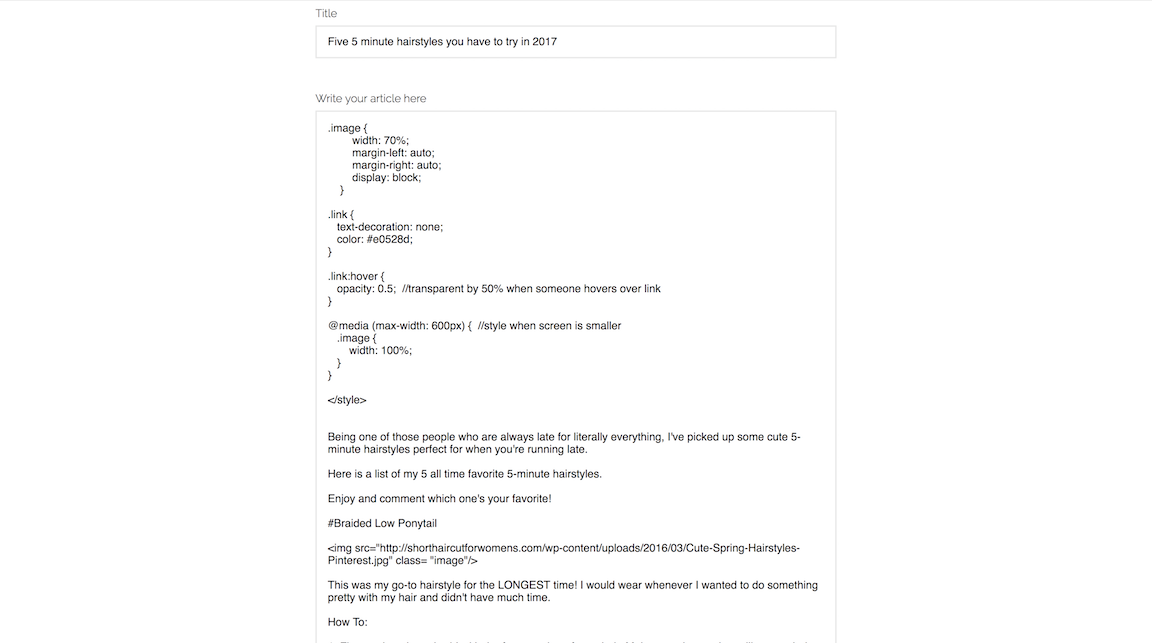 Title
Five 5 minute hairstyles you have to try in 2017
Write your article here
.image {
width: 70%;
margin-left: auto;
margin-right: auto;
display: block;
}
.link {
text-decoration: none;
color: #e0528d;
}
.link:hover {
opacity: 0.5;  //transparent by 50% when someone hovers over link
}
@media (max-width: 600px) {  //style when screen is smaller
.image {
width: 100%;
}
}
</style>
Being one of those people who are always late for literally everything, I've picked up some cute 5-
minute hairstyles perfect for when you're running late.
Here is a list of my 5 all time favorite 5-minute hairstyles.
Enjoy and comment which one's your favorite!
#Braided Low Ponytail
<img src="http://shorthaircutforwomens.com/wp-content/uploads/2016/03/Cute-Spring-Hairstyles-
Pinterest.jpg" class= "image"/>
This was my go-to hairstyle for the LONGEST time! I would wear whenever I wanted to do something
pretty with my hair and didn't have much time.
How To: